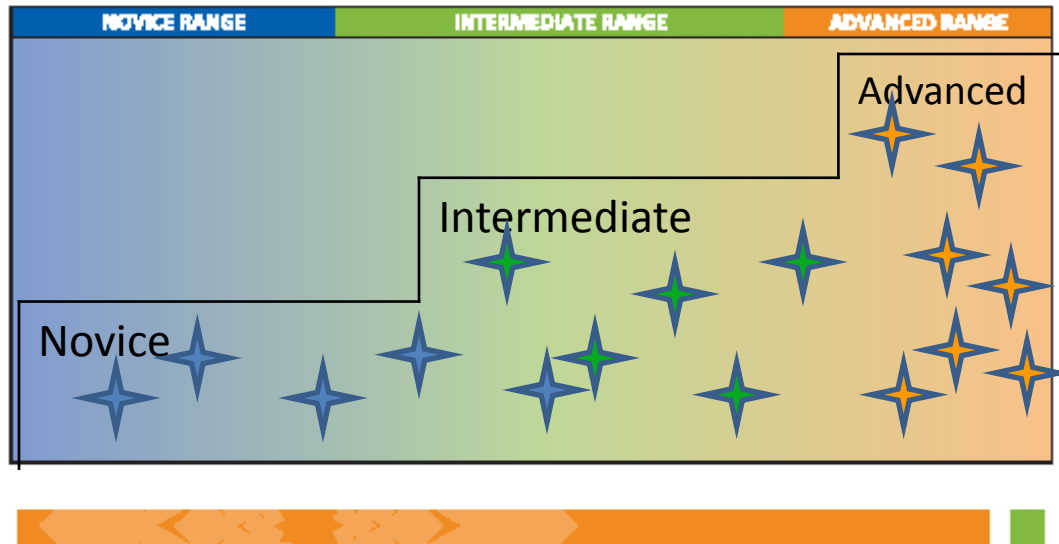 NOVICE RANGE
INTERMEDIATE RANGE
ADVANCED RANGE
Advanced
Intermediate
Novice